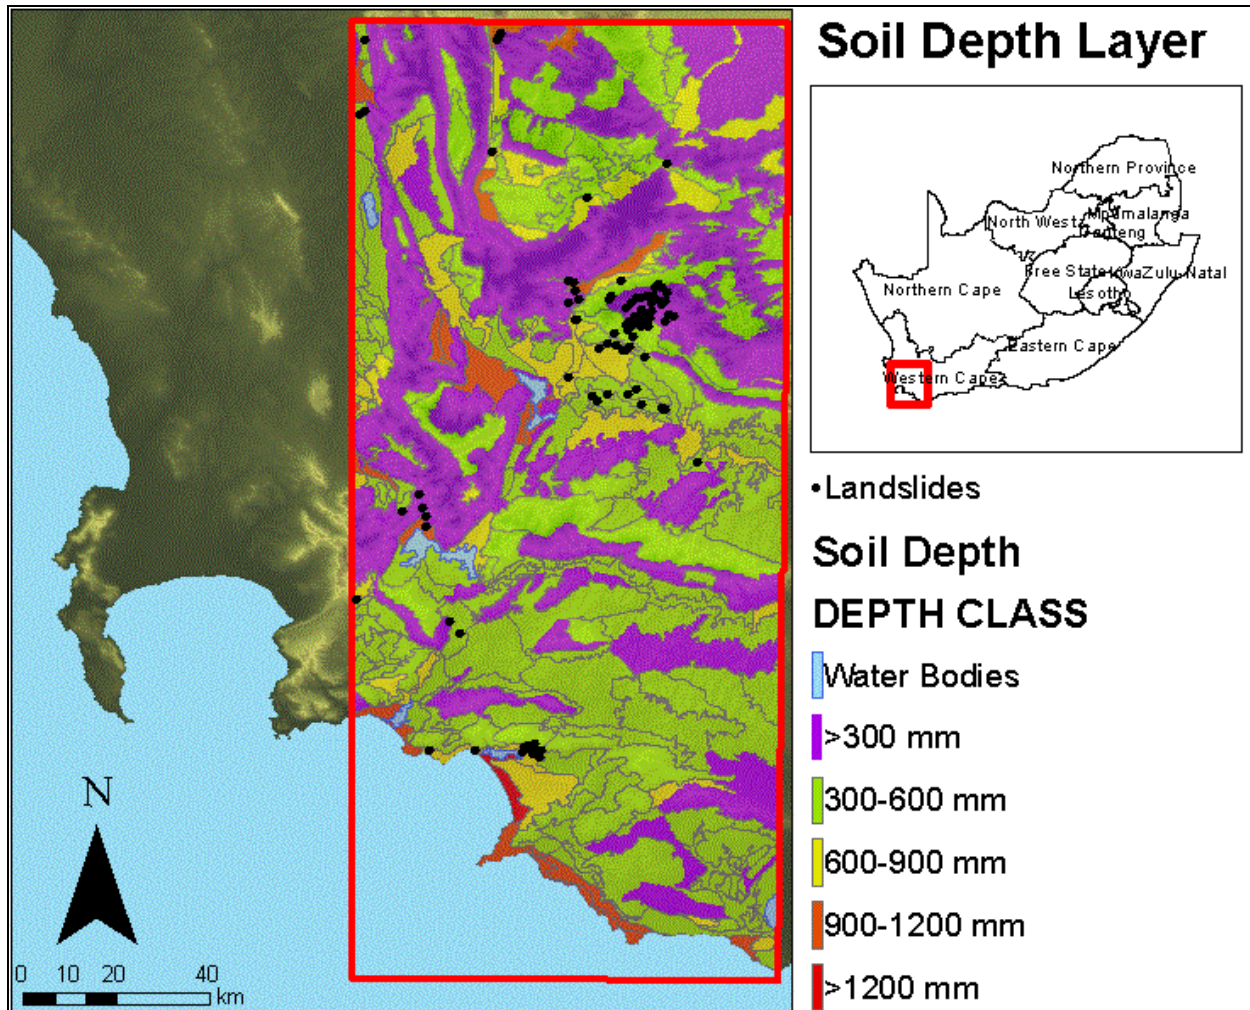 Soil Depth Layer
Northern Province
North West
Mpumalanga
Free State
waZulu-Natal
Lesotho
Northern Cape
Eastern Cape
Western Cape
•Landslides
Soil Depth
DEPTH CLASS
Water Bodies
>300 mm
300-600 mm
600-900 mm
900-1200 mm
>1200 mm
N
0 10 20 40
km